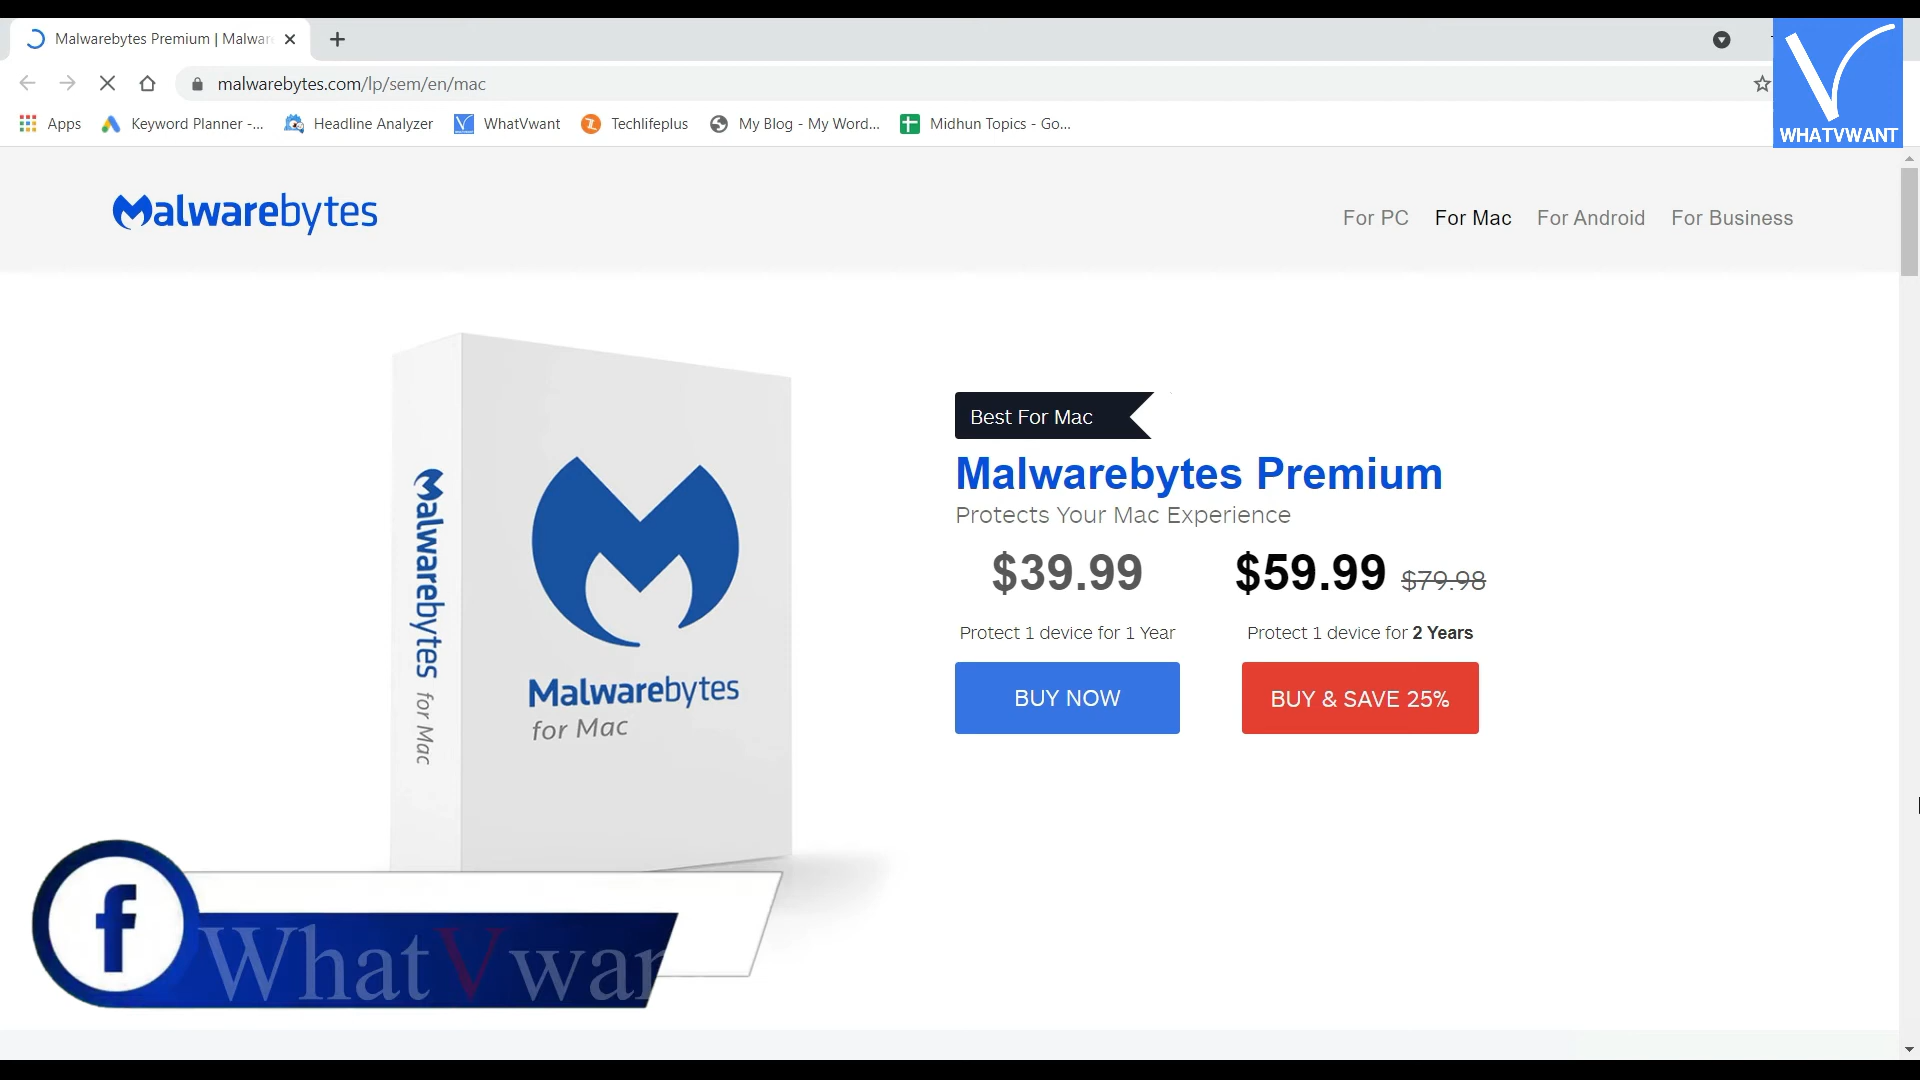 Malwarebytes Premium | Malwar
malwarebytes.com/lp/sem/en/mac
Apps
Keyword Planner -...
Headline Analyzer
WhatVwant
Techlifeplus
My Blog - My Word...
Midhun Topics - Go...
WHATVWANT
Malwarebytes
For PC
For Mac
For Android
For Business
Malwarebytes for Mac
Malwarebytes
for Mac
Best For Mac
Malwarebytes Premium
Protects Your Mac Experience
$39.99
$59.99 $79.98
Protect 1 device for 1 Year
Protect 1 device for 2 Years
BUY NOW
BUY & SAVE 25%
f
WhatVwan